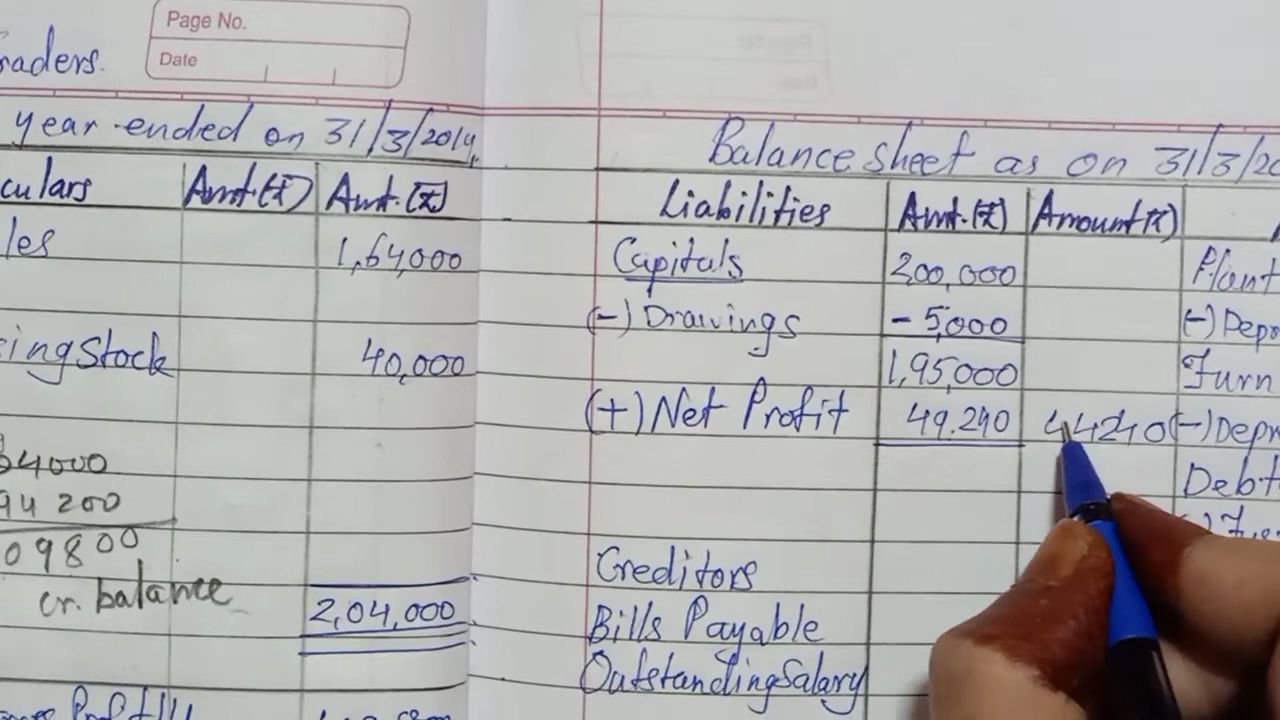 Page No.
Date
raders.
year ended on 31/3/2014,
culars Amt.(₹) Amt.(₹)
les 1,64,000
sing Stock 40,000
64000
94 200
09800
cr. balance
2,04,000
Balance sheet as on 31/3/20
Liabilities Amt.(₹) Amount(₹)
Capitals 200,000 Plant
(-) Drawings - 5,000 (-) Depr
1,95,000 Furn
(+) Net Profit 49.240 44240 (-) Depr
Debt
Creditors
Bills Payable
Outstanding Salary